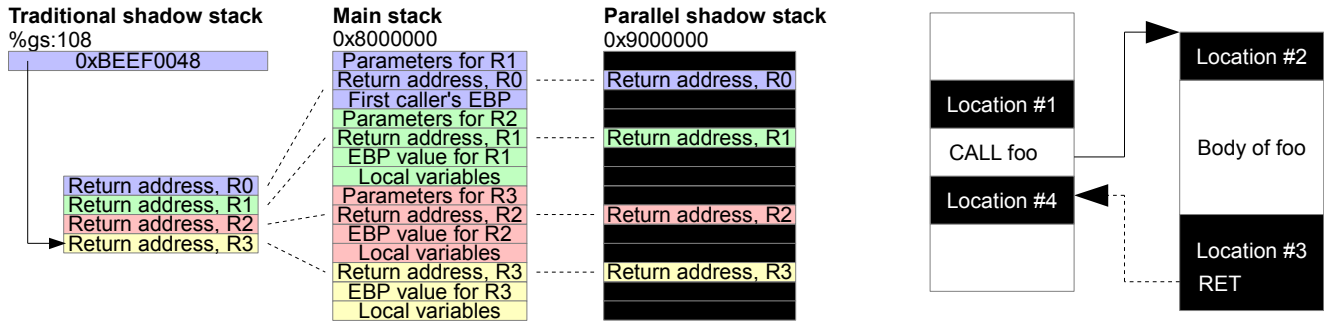 Traditional shadow stack
%gs:108
0xBEEF0048
Return address, R0
Return address, R1
Return address, R2
Return address, R3
Main stack
0x8000000
Parameters for R1
Return address, R0
First caller's EBP
Parameters for R2
Return address, R1
EBP value for R1
Local variables
Parameters for R3
Return address, R2
EBP value for R2
Local variables
Return address, R3
EBP value for R3
Local variables
Parallel shadow stack
0x9000000
Return address, R0
Return address, R1
Return address, R2
Return address, R3
Location #1
CALL foo
Location #4
Location #2
Body of foo
Location #3
RET